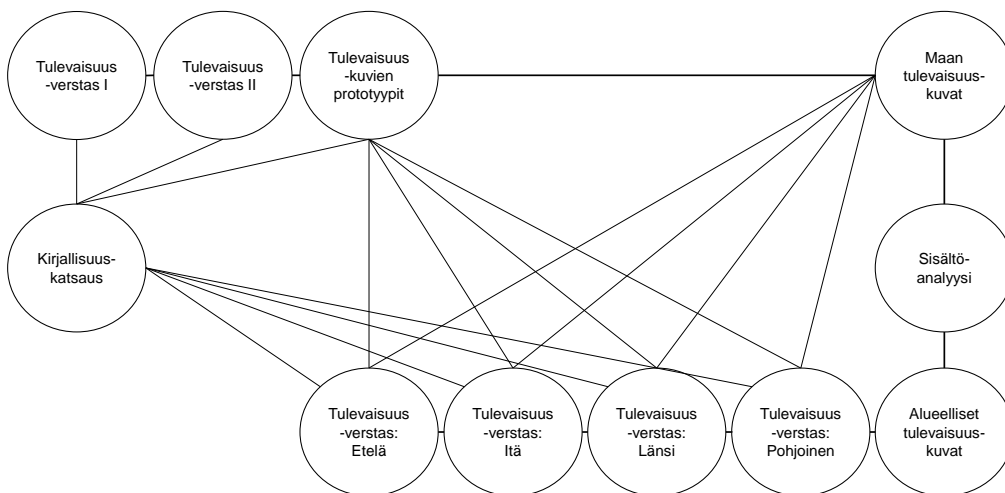 Tulevaisuus
-verstas I
Tulevaisuus
-verstas II
Tulevaisuus
-kuvien
prototyypit
Maan
tulevaisuus-
kuvat
Kirjallisuus-
katsaus
Sisältö-
analyysi
Tulevaisuus
-verstas:
Etelä
Tulevaisuus
-verstas:
Itä
Tulevaisuus
-verstas:
Länsi
Tulevaisuus
-verstas:
Pohjoinen
Alueelliset
tulevaisuus-
kuvat